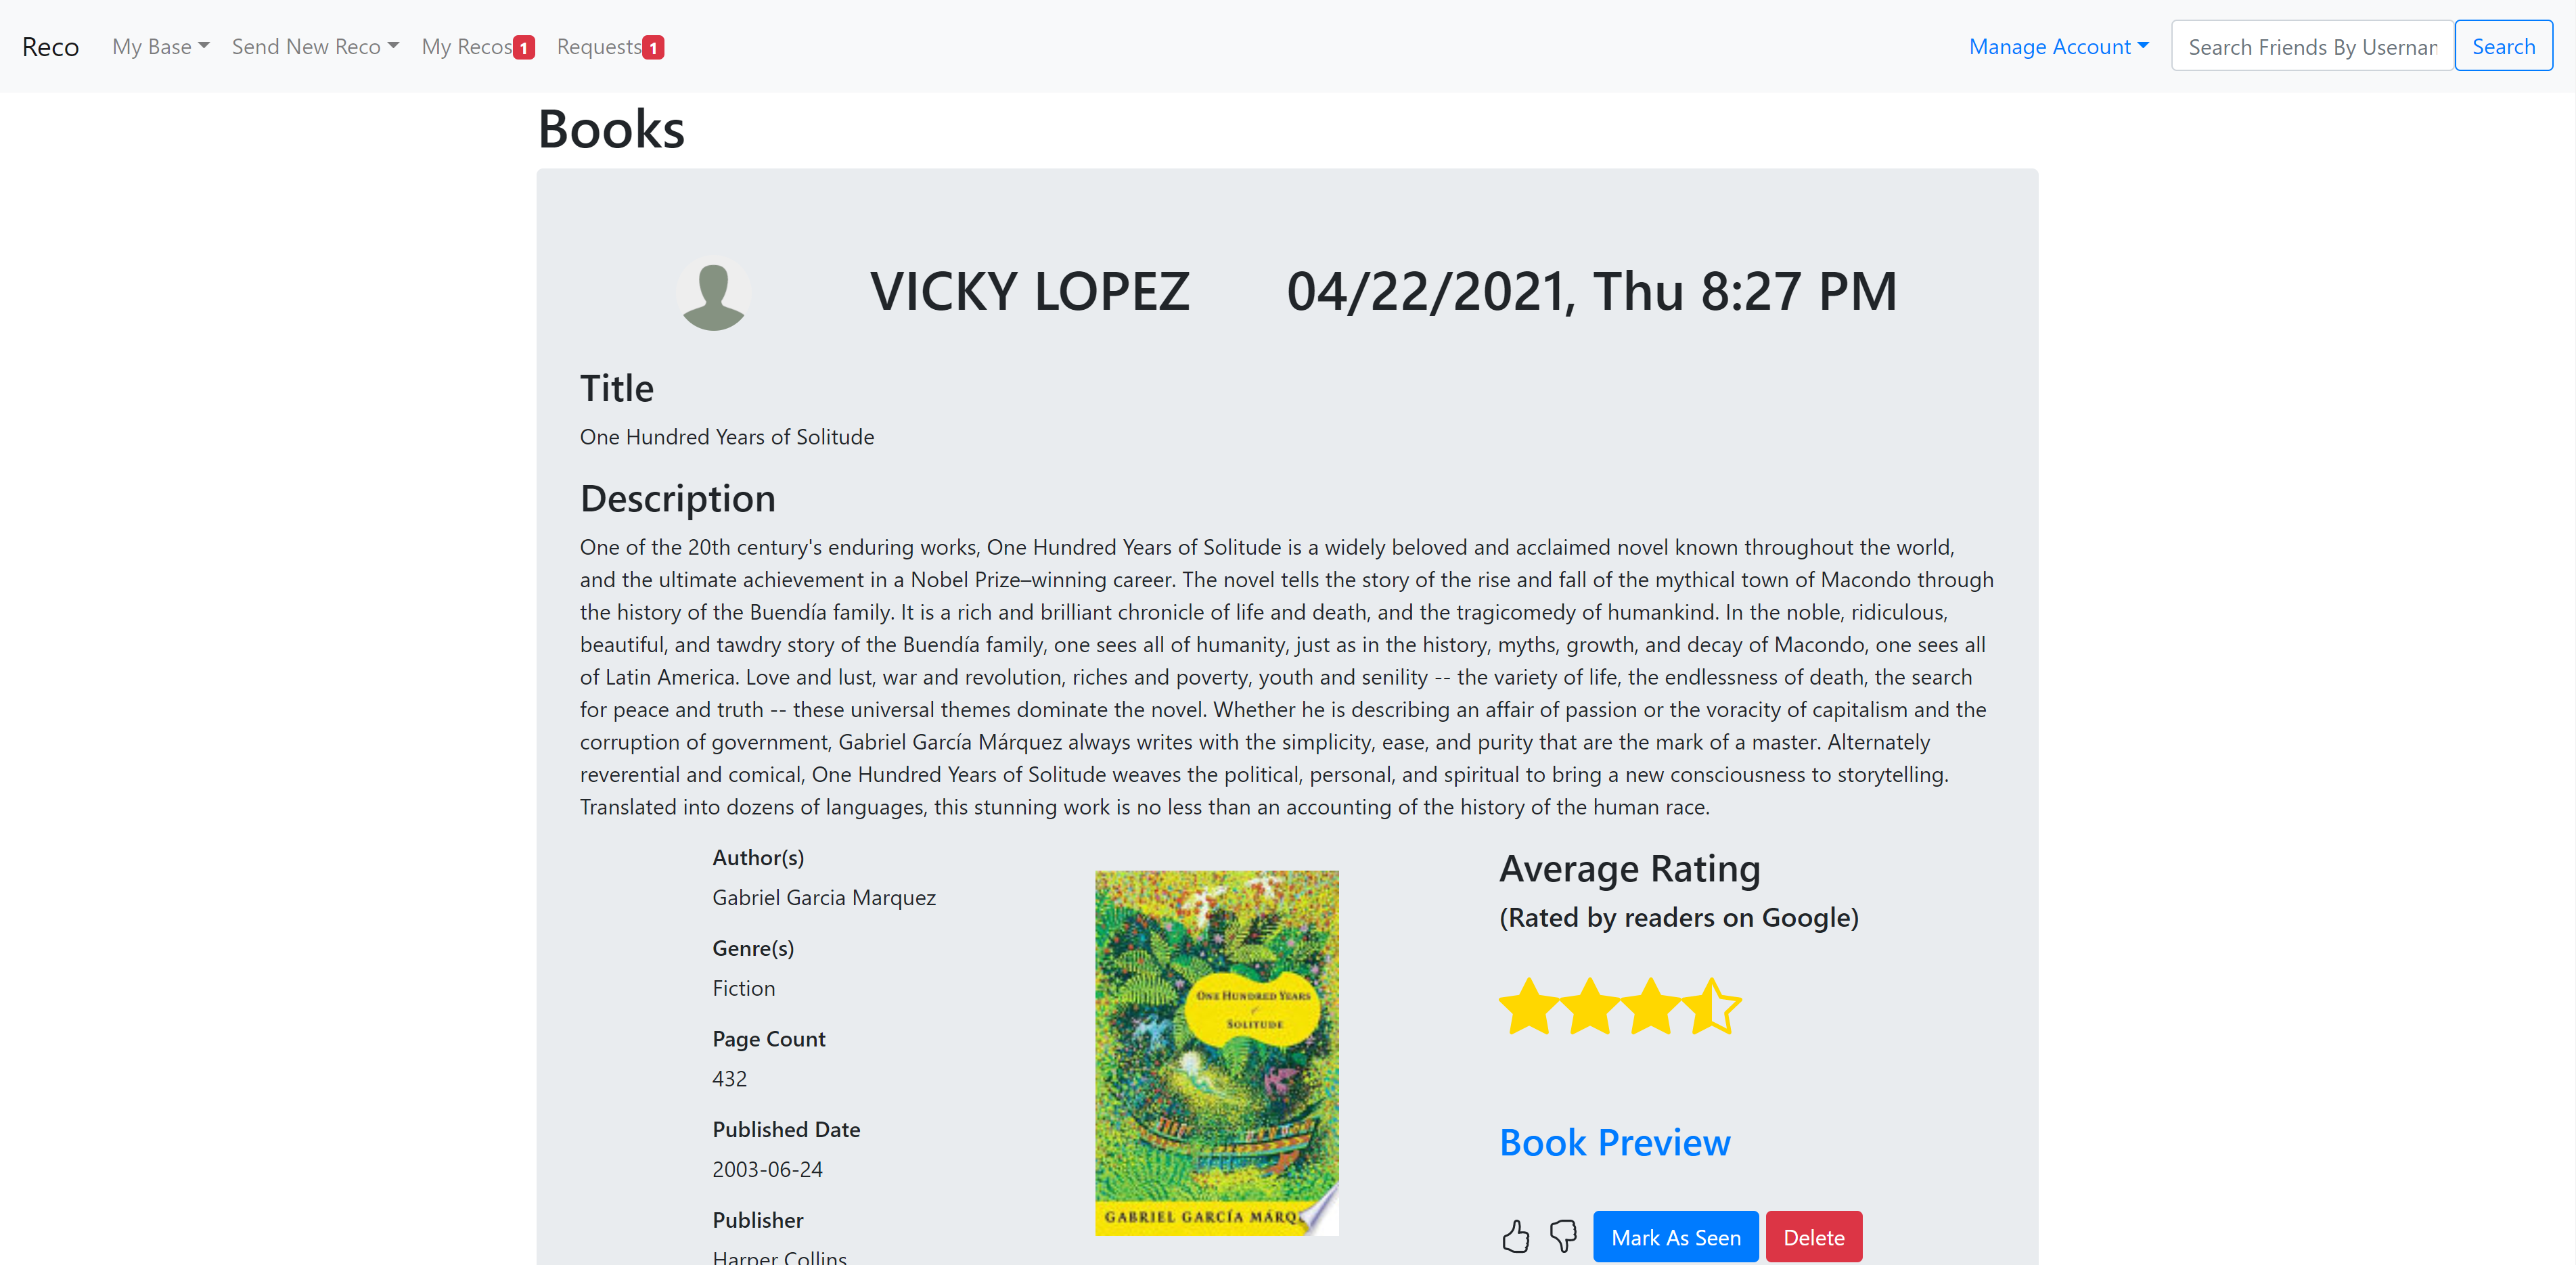 Reco My Base Send New Reco My Recos 1 Requests 1 Manage Account Search Friends By Usernar Search
Books
VICKY LOPEZ 04/22/2021, Thu 8:27 PM
Title
One Hundred Years of Solitude
Description
One of the 20th century's enduring works, One Hundred Years of Solitude is a widely beloved and acclaimed novel known throughout the world,
and the ultimate achievement in a Nobel Prize–winning career. The novel tells the story of the rise and fall of the mythical town of Macondo through
the history of the Buendía family. It is a rich and brilliant chronicle of life and death, and the tragicomedy of humankind. In the noble, ridiculous,
beautiful, and tawdry story of the Buendía family, one sees all of humanity, just as in the history, myths, growth, and decay of Macondo, one sees all
of Latin America. Love and lust, war and revolution, riches and poverty, youth and senility -- the variety of life, the endlessness of death, the search
for peace and truth -- these universal themes dominate the novel. Whether he is describing an affair of passion or the voracity of capitalism and the
corruption of government, Gabriel García Márquez always writes with the simplicity, ease, and purity that are the mark of a master. Alternately
reverential and comical, One Hundred Years of Solitude weaves the political, personal, and spiritual to bring a new consciousness to storytelling.
Translated into dozens of languages, this stunning work is no less than an accounting of the history of the human race.
Author(s)
Gabriel Garcia Marquez
Genre(s)
Fiction
Page Count
432
Published Date
2003-06-24
Publisher
Harper Collins
ONE HUNDRED YEARS
of
SOLITUDE
GABRIEL GARCÍA MÁRQU
Average Rating
(Rated by readers on Google)
Book Preview
Mark As Seen Delete